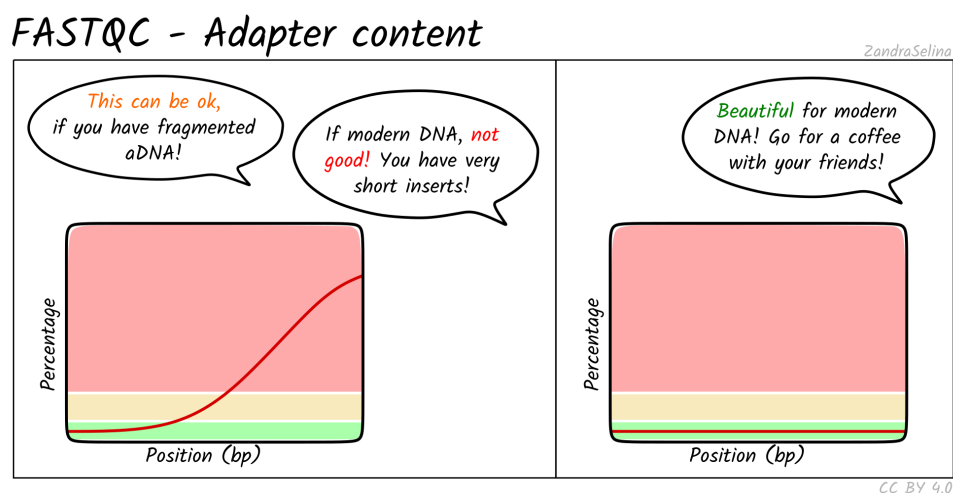 FASTQC - Adapter content
ZandraSelina
This can be ok,
if you have fragmented
aDNA!
If modern DNA, not
good! You have very
short inserts!
Percentage
Position (bp)
Beautiful for modern
DNA! Go for a coffee
with your friends!
Percentage
Position (bp)
CC BY 4.0